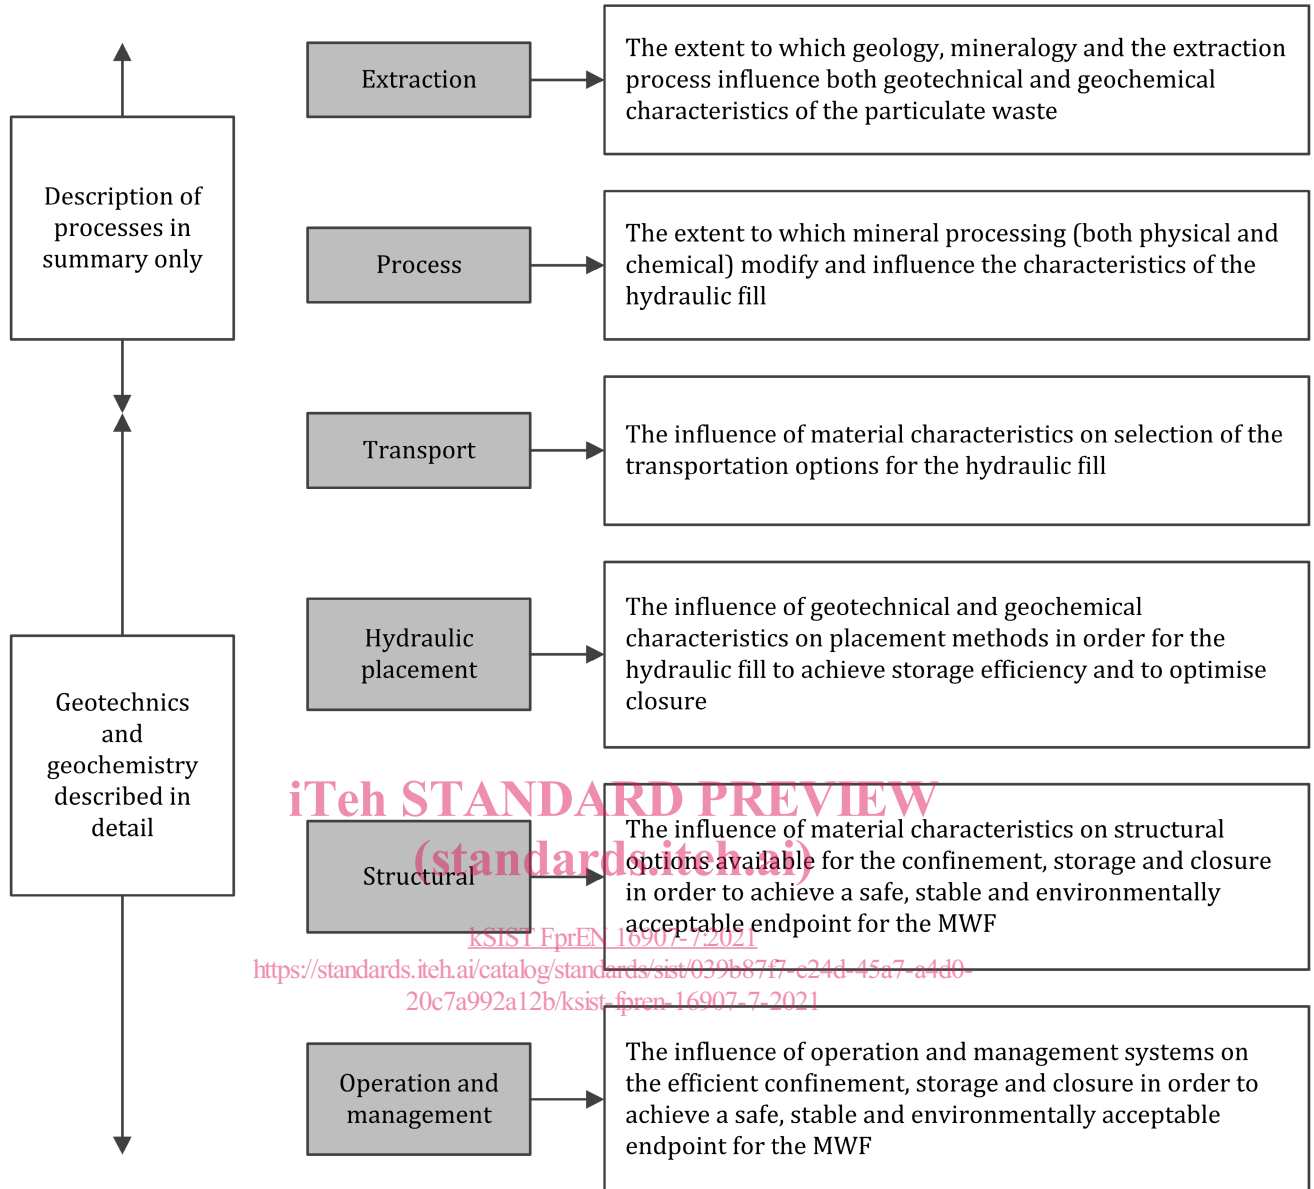 Extraction
The extent to which geology, mineralogy and the extraction
process influence both geotechnical and geochemical
characteristics of the particulate waste
Description of
processes in
summary only
Process
The extent to which mineral processing (both physical and
chemical) modify and influence the characteristics of the
hydraulic fill
Transport
The influence of material characteristics on selection of the
transportation options for the hydraulic fill
Hydraulic
placement
The influence of geotechnical and geochemical
characteristics on placement methods in order for the
hydraulic fill to achieve storage efficiency and to optimise
closure
Geotechnics
and
geochemistry
described in
detail
iTeh STANDARD PREVIEW
(standards.iteh.ai)
Structural
The influence of material characteristics on structural
options available for the confinement, storage and closure
in order to achieve a safe, stable and environmentally
acceptable endpoint for the MWF
kSIST FprEN 16907-7:2021
https://standards.iteh.ai/catalog/standards/sist/039b87f7-e24d-45a7-a4d0-
20c7a992a12b/ksist-fpren-16907-7-2021
Operation and
management
The influence of operation and management systems on
the efficient confinement, storage and closure in order to
achieve a safe, stable and environmentally acceptable
endpoint for the MWF